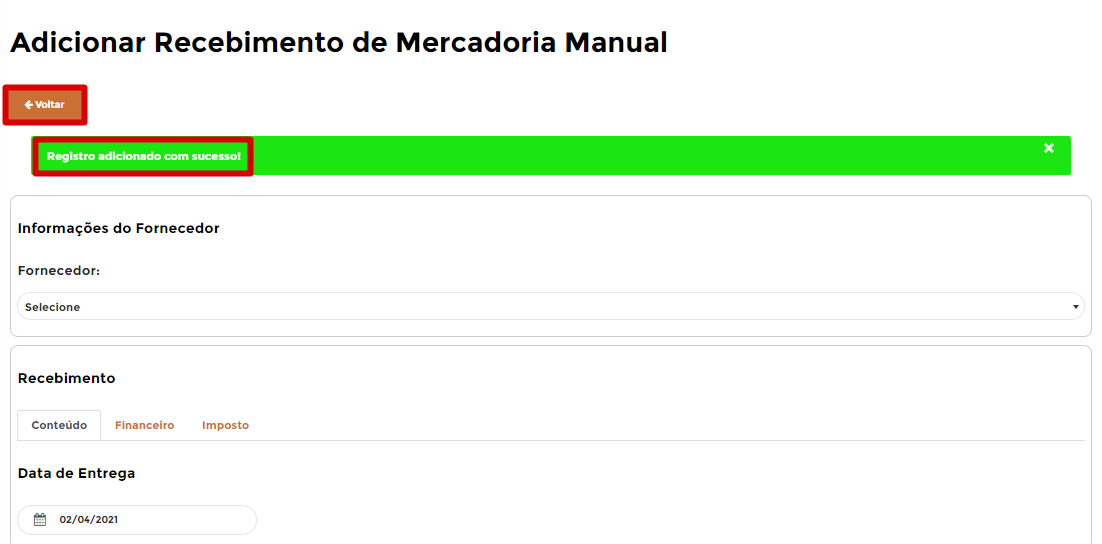 Adicionar Recebimento de Mercadoria Manual
Voltar
Registro adicionado com sucesso!
Informações do Fornecedor
Fornecedor:
Selecione
Recebimento
Conteúdo Financeiro Imposto
Data de Entrega
02/04/2021